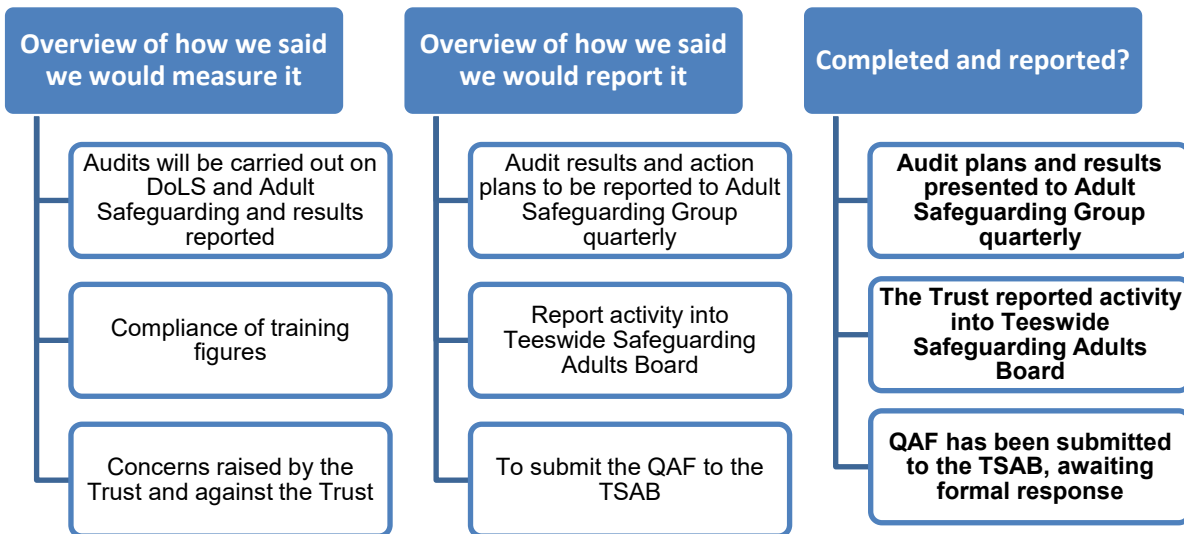 Overview of how we said
we would measure it
Audits will be carried out on
DoLS and Adult
Safeguarding and results
reported
Compliance of training
figures
Concerns raised by the
Trust and against the Trust
Overview of how we said
we would report it
Audit results and action
plans to be reported to Adult
Safeguarding Group
quarterly
Report activity into
Teeswide Safeguarding
Adults Board
To submit the QAF to the
TSAB
Completed and reported?
Audit plans and results
presented to Adult
Safeguarding Group
quarterly
The Trust reported activity
into Teeswide
Safeguarding Adults
Board
QAF has been submitted
to the TSAB, awaiting
formal response